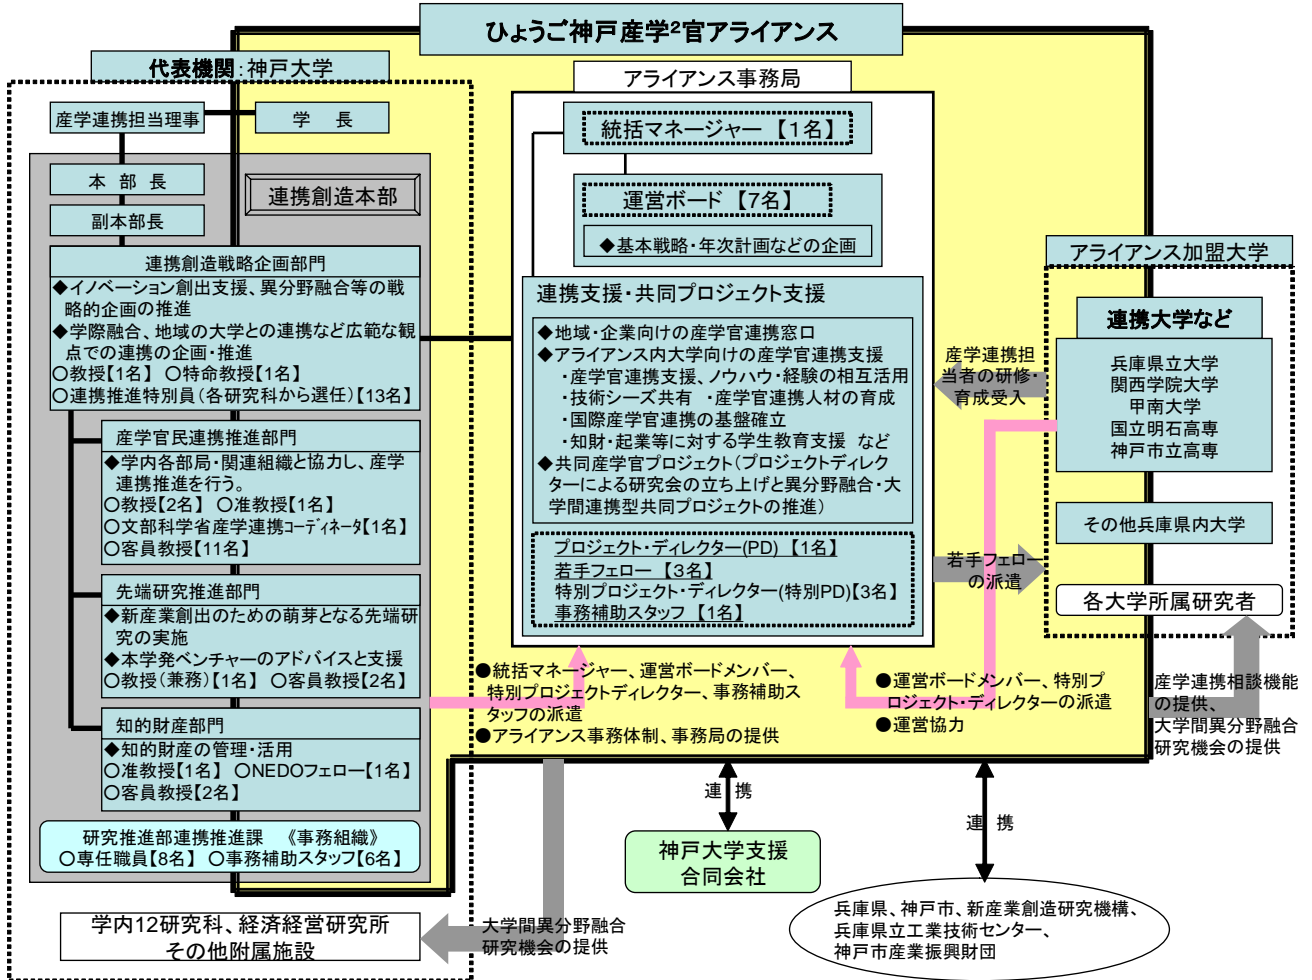 ひょうご神戸産学²官アライアンス
代表機関:神戸大学
産学連携担当理事
学　長
本 部 長
副本部長
連携創造本部
連携創造戦略企画部門
◆イノベーション創出支援、異分野融合等の戦
略的企画の推進
◆学際融合、地域の大学との連携など広範な観
点での連携の企画・推進
○教授【1名】 ○特命教授【1名】
○連携推進特別員(各研究科から選任)【13名】
産学官民連携推進部門
◆学内各部局・関連組織と協力し、産学
連携推進を行う。
○教授【2名】 ○准教授【1名】
○文部科学省産学連携コーディネータ【1名】
○客員教授【11名】
先端研究推進部門
◆新産業創出のための萌芽となる先端研
究の実施
◆本学発ベンチャーのアドバイスと支援
○教授(兼務)【1名】 ○客員教授【2名】
知的財産部門
◆知的財産の管理・活用
○准教授【1名】 ○NEDOフェロー【1名】
○客員教授【2名】
研究推進部連携推進課　《事務組織》
○専任職員【8名】 ○事務補助スタッフ【6名】
学内12研究科、経済経営研究所
その他附属施設
アライアンス事務局
統括マネージャー 【1名】
運営ボード 【7名】
◆基本戦略・年次計画などの企画
連携支援・共同プロジェクト支援
◆地域・企業向けの産学官連携窓口
◆アライアンス内大学向けの産学官連携支援
・産学官連携支援、ノウハウ・経験の相互活用
・技術シーズ共有 ・産学官連携人材の育成
・国際産学官連携の基盤確立
・知財・起業等に対する学生教育支援 など
◆共同産学官プロジェクト(プロジェクトディレク
ターによる研究会の立ち上げと異分野融合・大
学間連携型共同プロジェクトの推進)
プロジェクト・ディレクター(PD) 【1名】
若手フェロー 【3名】
特別プロジェクト・ディレクター(特別PD)【3名】
事務補助スタッフ 【1名】
●統括マネージャー、運営ボードメンバー、
特別プロジェクトディレクター、事務補助ス
タッフの派遣
●アライアンス事務体制、事務局の提供
●運営ボードメンバー、特別プ
ロジェクト・ディレクターの派遣
●運営協力
産学連携担
当者の研修・
育成受入
若手フェロー
の派遣
アライアンス加盟大学
連携大学など
兵庫県立大学
関西学院大学
甲南大学
国立明石高専
神戸市立高専
その他兵庫県内大学
各大学所属研究者
産学連携相談機能
の提供、
大学間異分野融合
研究機会の提供
連 携
連 携
神戸大学支援
合同会社
大学間異分野融合
研究機会の提供
兵庫県、神戸市、新産業創造研究機構、
兵庫県立工業技術センター、
神戸市産業振興財団